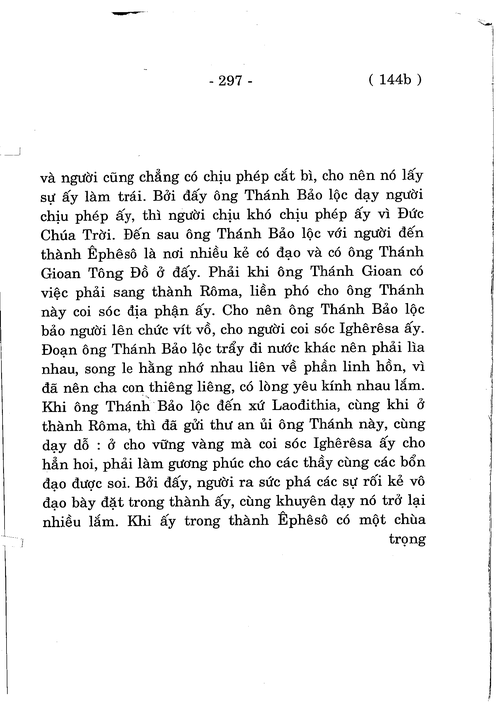 - 297 - ( 144b )
và người cũng chẳng có chịu phép cắt bì, cho nên nó lấy
sự ấy làm trái. Bởi đấy ông Thánh Bảo lộc dạy người
chịu phép ấy, thì người chịu khó chịu phép ấy vì Đức
Chúa Trời. Đến sau ông Thánh Bảo lộc với người đến
thành Êphêsô là nơi nhiều kẻ có đạo và có ông Thánh
Gioan Tông Đồ ở đấy. Phải khi ông Thánh Gioan có
việc phải sang thành Rôma, liền phó cho ông Thánh
này coi sóc địa phận ấy. Cho nên ông Thánh Bảo lộc
bảo người lên chức vít vồ, cho người coi sóc Ighêrêsa ấy.
Đoạn ông Thánh Bảo lộc trẩy đi nước khác nên phải lìa
nhau, song le hằng nhớ nhau liên về phần linh hồn, vì
đã nên cha con thiêng liêng, có lòng yêu kính nhau lắm.
Khi ông Thánh Bảo lộc đến xứ Laođithia, cùng khi ở
thành Rôma, thì đã gửi thư an ủi ông Thánh này, cùng
dạy dỗ : ở cho vững vàng mà coi sóc Ighêrêsa ấy cho
hẳn hoi, phải làm gương phúc cho các thầy cùng các bổn
đạo được soi. Bởi đấy, người ra sức phá các sự rối kẻ vô
đạo bày đặt trong thành ấy, cùng khuyên dạy nó trở lại
nhiều lắm. Khi ấy trong thành Êphêsô có một chùa
trọng